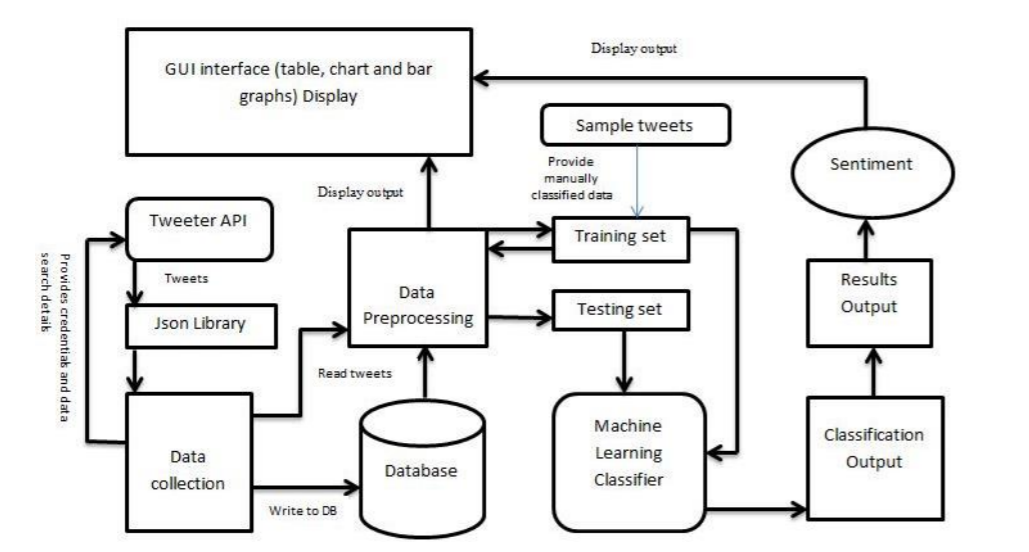 GUI interface (table, chart and bar
graphs) Display
Display output
Sample tweets
Provide
manually
classified data
Sentiment
Display output
Tweeter API
Training set
Tweets
Provides credentials and data
search details
Data
Preprocessing
Testing set
Results
Output
Json Library
Read tweets
Machine
Learning
Classifier
Classification
Output
Data
collection
Database
Write to DB